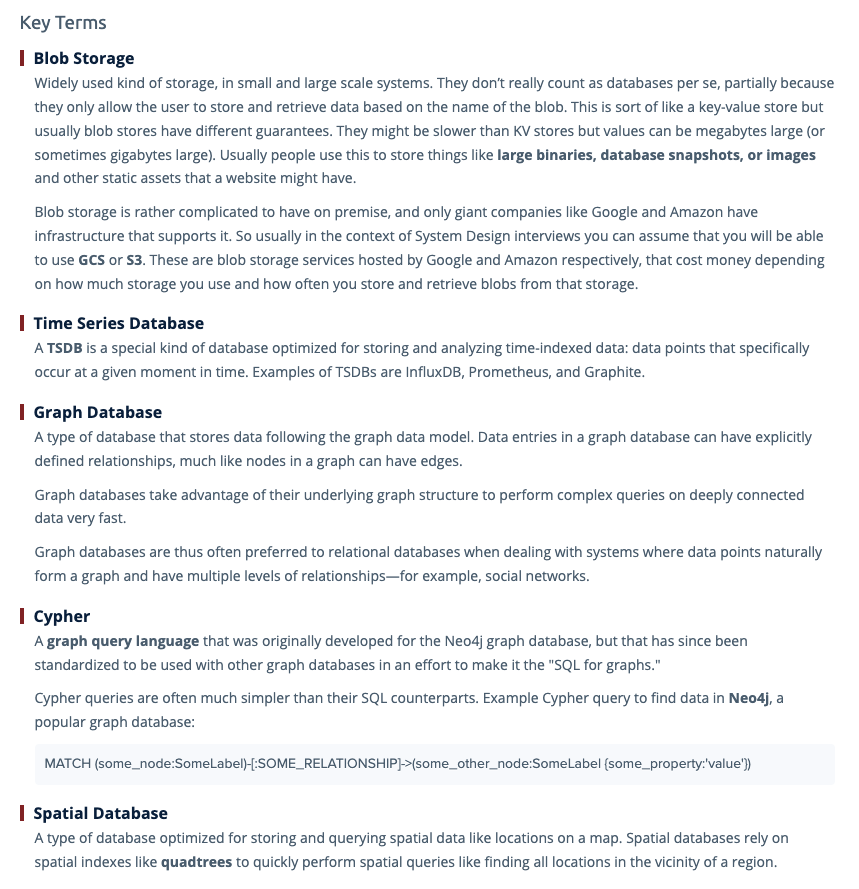 Key Terms
Blob Storage
Widely used kind of storage, in small and large scale systems. They don’t really count as databases per se, partially because
they only allow the user to store and retrieve data based on the name of the blob. This is sort of like a key-value store but
usually blob stores have different guarantees. They might be slower than KV stores but values can be megabytes large (or
sometimes gigabytes large). Usually people use this to store things like large binaries, database snapshots, or images
and other static assets that a website might have.
Blob storage is rather complicated to have on premise, and only giant companies like Google and Amazon have
infrastructure that supports it. So usually in the context of System Design interviews you can assume that you will be able
to use GCS or S3. These are blob storage services hosted by Google and Amazon respectively, that cost money depending
on how much storage you use and how often you store and retrieve blobs from that storage.
Time Series Database
A TSDB is a special kind of database optimized for storing and analyzing time-indexed data: data points that specifically
occur at a given moment in time. Examples of TSDBs are InfluxDB, Prometheus, and Graphite.
Graph Database
A type of database that stores data following the graph data model. Data entries in a graph database can have explicitly
defined relationships, much like nodes in a graph can have edges.
Graph databases take advantage of their underlying graph structure to perform complex queries on deeply connected
data very fast.
Graph databases are thus often preferred to relational databases when dealing with systems where data points naturally
form a graph and have multiple levels of relationships—for example, social networks.
Cypher
A graph query language that was originally developed for the Neo4j graph database, but that has since been
standardized to be used with other graph databases in an effort to make it the "SQL for graphs."
Cypher queries are often much simpler than their SQL counterparts. Example Cypher query to find data in Neo4j, a
popular graph database:
MATCH (some_node:SomeLabel)-[:SOME_RELATIONSHIP]->(some_other_node:SomeLabel {some_property:'value'})
Spatial Database
A type of database optimized for storing and querying spatial data like locations on a map. Spatial databases rely on
spatial indexes like quadtrees to quickly perform spatial queries like finding all locations in the vicinity of a region.